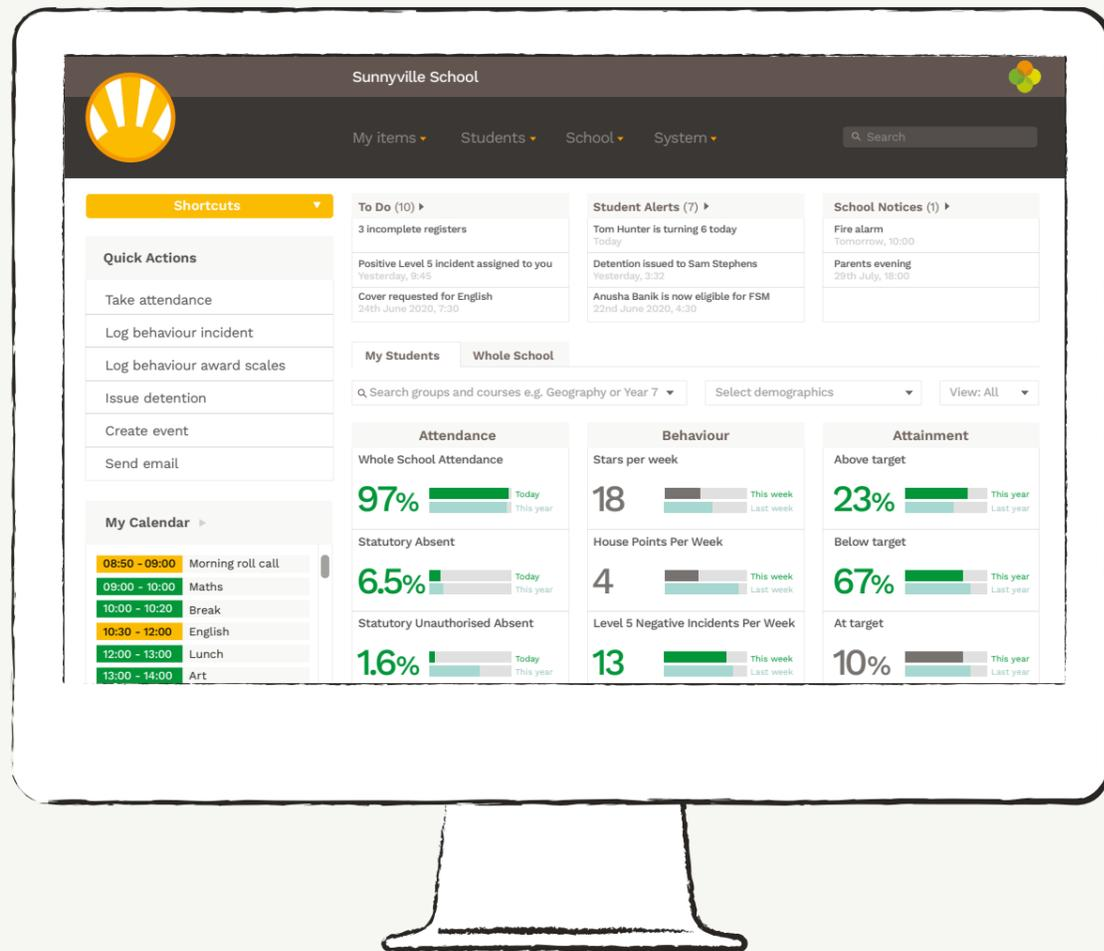 Sunnyville School
My items
Students
School
System
Search
Shortcuts
Quick Actions
Take attendance
Log behaviour incident
Log behaviour award scales
Issue detention
Create event
Send email
My Calendar
08:50 - 09:00 Morning roll call
09:00 - 10:00 Maths
10:00 - 10:20 Break
10:30 - 12:00 English
12:00 - 13:00 Lunch
13:00 - 14:00 Art
To Do (10)
3 incomplete registers
Positive Level 5 incident assigned to you
Yesterday, 9:45
Cover requested for English
24th June 2020, 7:30
Student Alerts (7)
Tom Hunter is turning 6 today
Today
Detention issued to Sam Stephens
Yesterday, 3:32
Anusha Banik is now eligible for FSM
22nd June 2020, 4:30
School Notices (1)
Fire alarm
Tomorrow, 10:00
Parents evening
29th July, 18:00
My Students
Whole School
Search groups and courses e.g. Geography or Year 7
Select demographics
View: All
Attendance
Whole School Attendance
97%
Today
This year
Statutory Absent
6.5%
Today
This year
Statutory Unauthorised Absent
1.6%
Today
This year
Behaviour
Stars per week
18
This week
Last week
House Points Per Week
4
This week
Last week
Level 5 Negative Incidents Per Week
13
This week
Last week
Attainment
Above target
23%
This year
Last year
Below target
67%
This year
Last year
At target
10%
This year
Last year